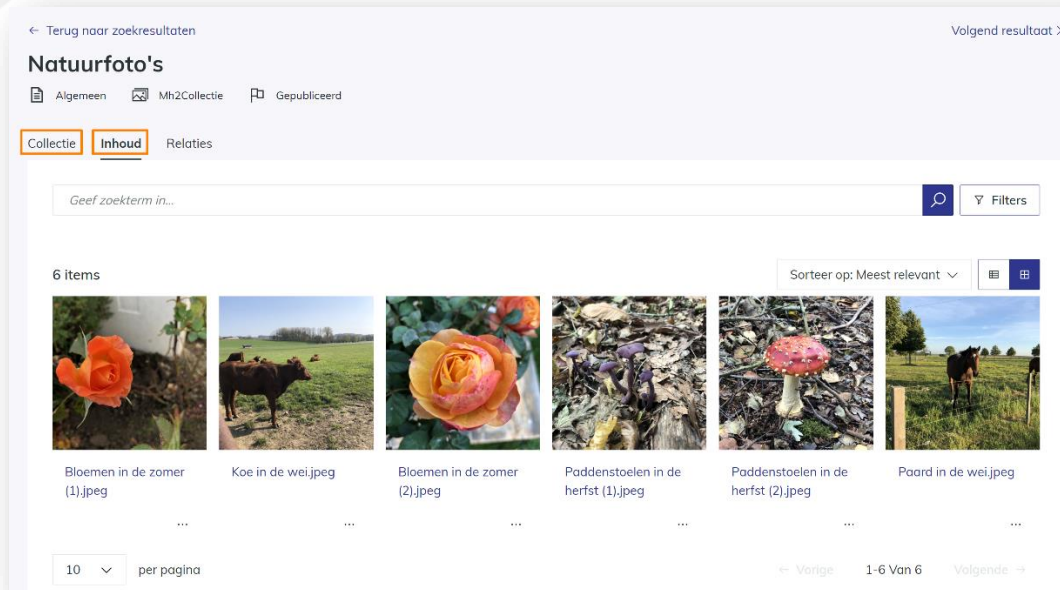 ← Terug naar zoekresultaten
Volgend resultaat
Natuurfoto's
Algemeen Mh2Collectie Gepubliceerd
Collectie Inhoud Relaties
Geef zoekterm in...
Filters
6 items
Sorteer op: Meest relevant
Bloemen in de zomer
(1).jpeg
Koe in de wei.jpeg
Bloemen in de zomer
(2).jpeg
Paddenstoelen in de
herfst (1).jpeg
Paddenstoelen in de
herfst (2).jpeg
Paard in de wei.jpeg
... ... ... ... ... ...
10 per pagina
← Vorige 1-6 Van 6 Volgende →